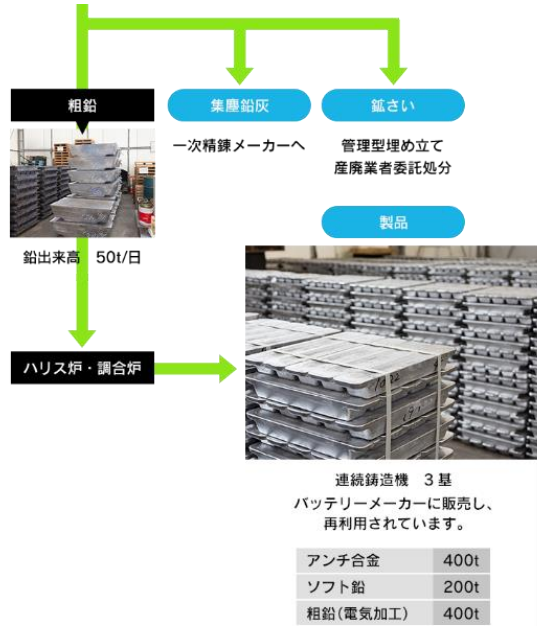 粗鉛
集塵鉛灰
鉱さい
一次精錬メーカーへ
管理型埋め立て
産廃業者委託処分
製品
鉛出来高 50t/日
ハリス炉・調合炉
連続鋳造機 3基
バッテリーメーカーに販売し、
再利用されています。
アンチ合金 400t
ソフト鉛 200t
粗鉛(電気加工) 400t